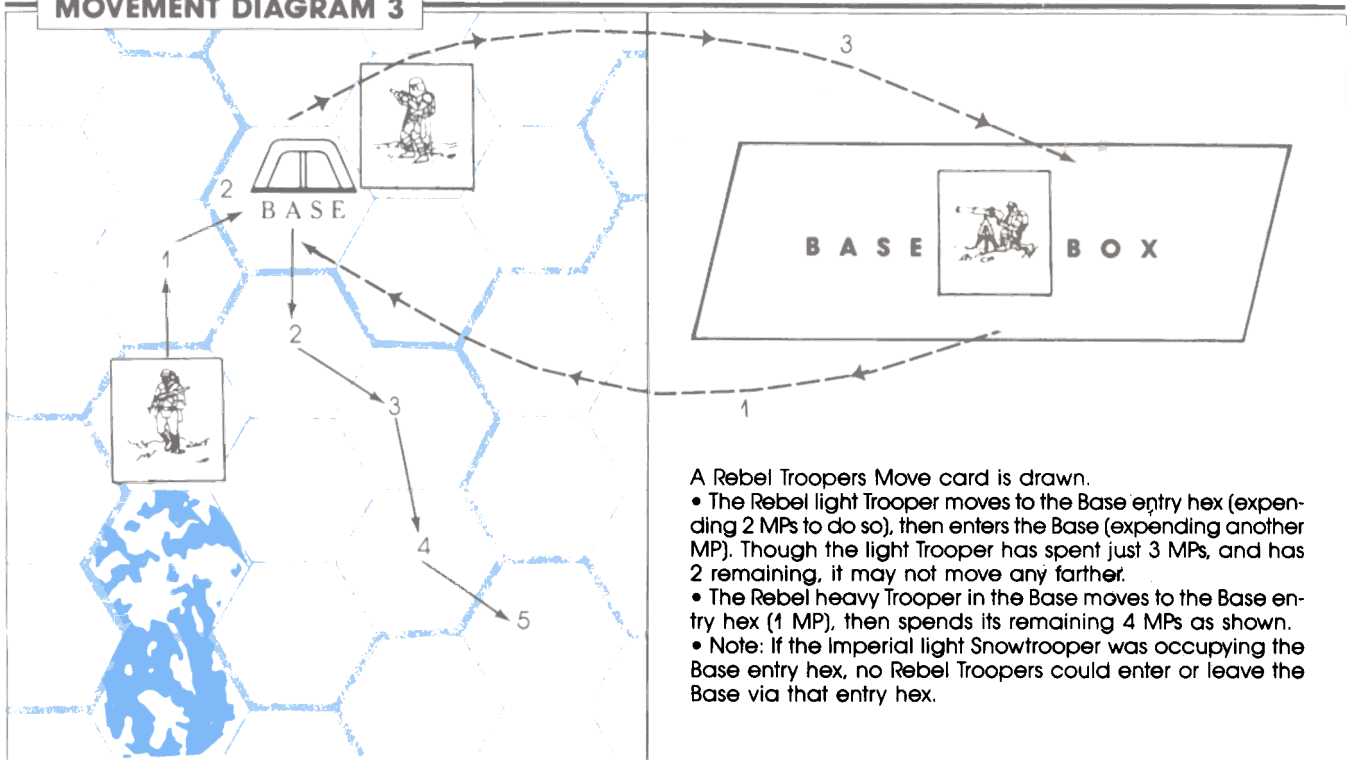 MOVEMENT DIAGRAM 3
3
2
BASE
1
BASE BOX
2
3
1
4
5
A Rebel Troopers Move card is drawn.
• The Rebel light Trooper moves to the Base entry hex (expen-
ding 2 MPs to do so), then enters the Base (expending another
MP). Though the light Trooper has spent just 3 MPs, and has
2 remaining, it may not move any farther.
• The Rebel heavy Trooper in the Base moves to the Base en-
try hex (1 MP), then spends its remaining 4 MPs as shown.
• Note: If the Imperial light Snowtrooper was occupying the
Base entry hex, no Rebel Troopers could enter or leave the
Base via that entry hex.